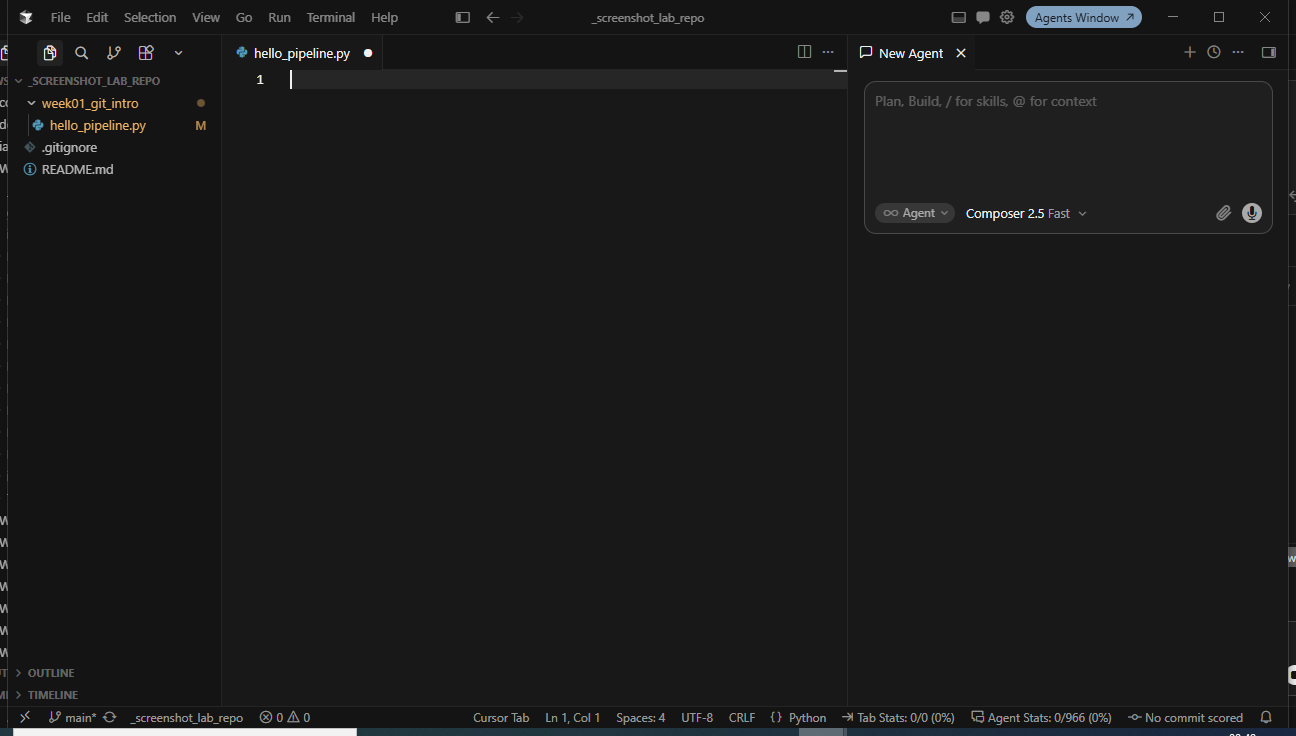 File Edit Selection View Go Run Terminal Help
_screenshot_lab_repo
Agents Window
_SCREENSHOT_LAB_REPO
week01_git_intro
hello_pipeline.py M
.gitignore
README.md
OUTLINE
TIMELINE
hello_pipeline.py
1
New Agent
Plan, Build, / for skills, @ for context
Agent Composer 2.5 Fast
main* _screenshot_lab_repo 0 0 Cursor Tab Ln 1, Col 1 Spaces: 4 UTF-8 CRLF {} Python Tab Stats: 0/0 (0%) Agent Stats: 0/966 (0%) No commit scored